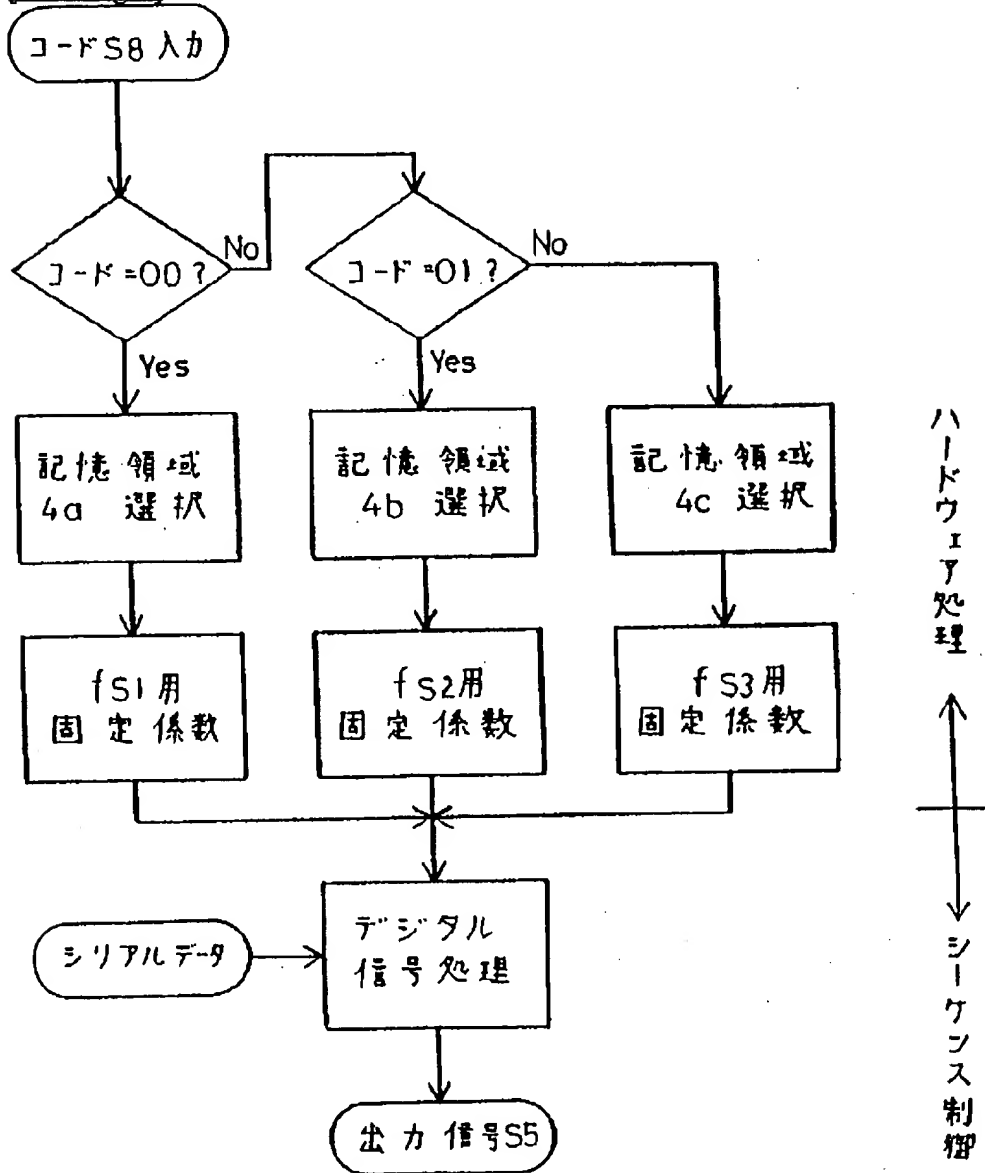 コードS8 入力
コード=00?
No
Yes
コード=01?
No
Yes
記憶領域
4a 選択
記憶領域
4b 選択
記憶領域
4c 選択
fS1用
固定係数
fS2用
固定係数
fS3用
固定係数
ハードウェア処理
シリアルデータ
デジタル
信号処理
シーケンス制御
出力信号S5